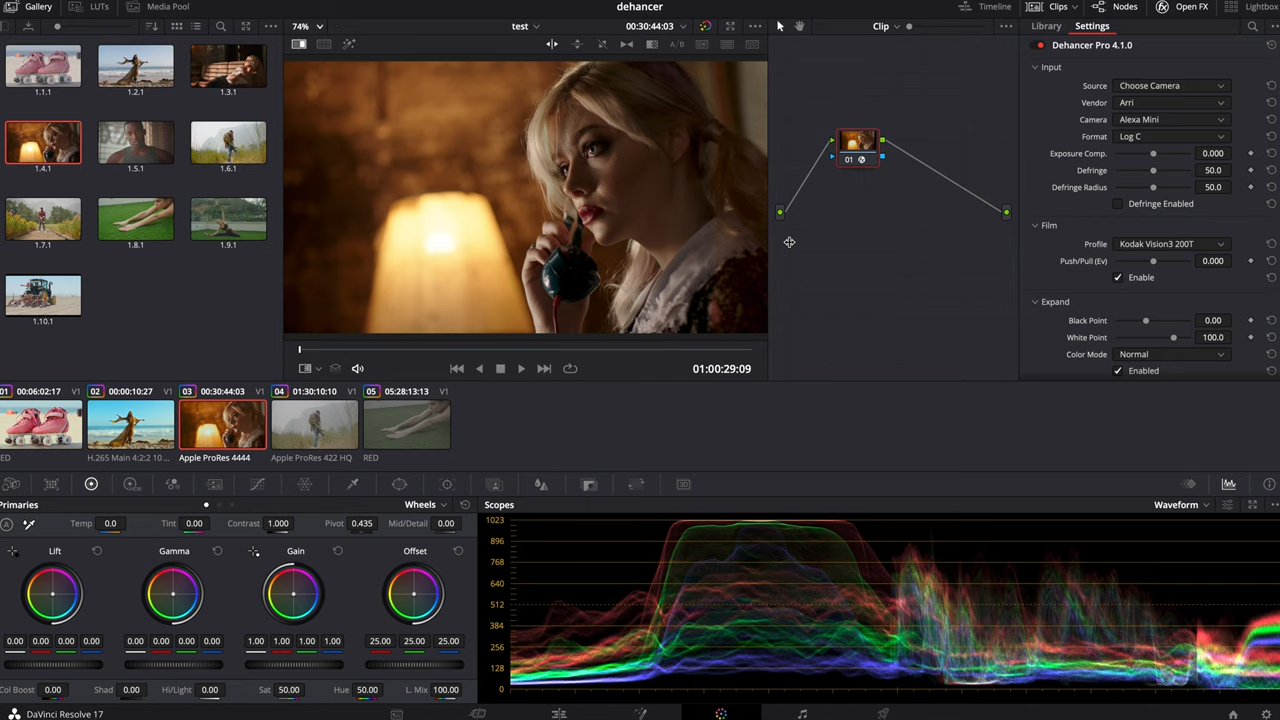 Gallery LUTs Media Pool dehancer Timeline Clips Nodes Open FX Lightbox
74% test 00:30:44:03 Clip Library Settings
A/B
Dehancer Pro 4.1.0
Input
Source Choose Camera
Vendor Arri
Camera Alexa Mini
Format Log C
Exposure Comp. 0.000
Defringe 50.0
Defringe Radius 50.0
Defringe Enabled
Film
Profile Kodak Vision3 200T
Push/Pull (Ev) 0.000
Enable
Expand
Black Point 0.00
White Point 100.0
Color Mode Normal
Enabled
1.1.1 1.2.1 1.3.1
1.4.1 1.5.1 1.6.1
1.7.1 1.8.1 1.9.1
1.10.1
01
01:00:29:09
01 00:06:02:17 V1 02 00:00:10:27 V1 03 00:30:44:03 V1 04 01:30:10:10 V1 05 05:28:13:13 V1
ED H.265 Main 4:2:2 10... Apple ProRes 4444 Apple ProRes 422 HQ RED
3D
Primaries Wheels Scopes Waveform
A Temp 0.0 Tint 0.00 Contrast 1.000 Pivot 0.435 Mid/Detail 0.00
Lift Gamma Gain Offset
0.00 0.00 0.00 0.00 0.00 0.00 0.00 0.00 1.00 1.00 1.00 1.00 25.00 25.00 25.00
Col Boost 0.00 Shad 0.00 Hi/Light 0.00 Sat 50.00 Hue 50.00 L. Mix 100.00
1023
896
768
640
512
384
256
128
0
DaVinci Resolve 17